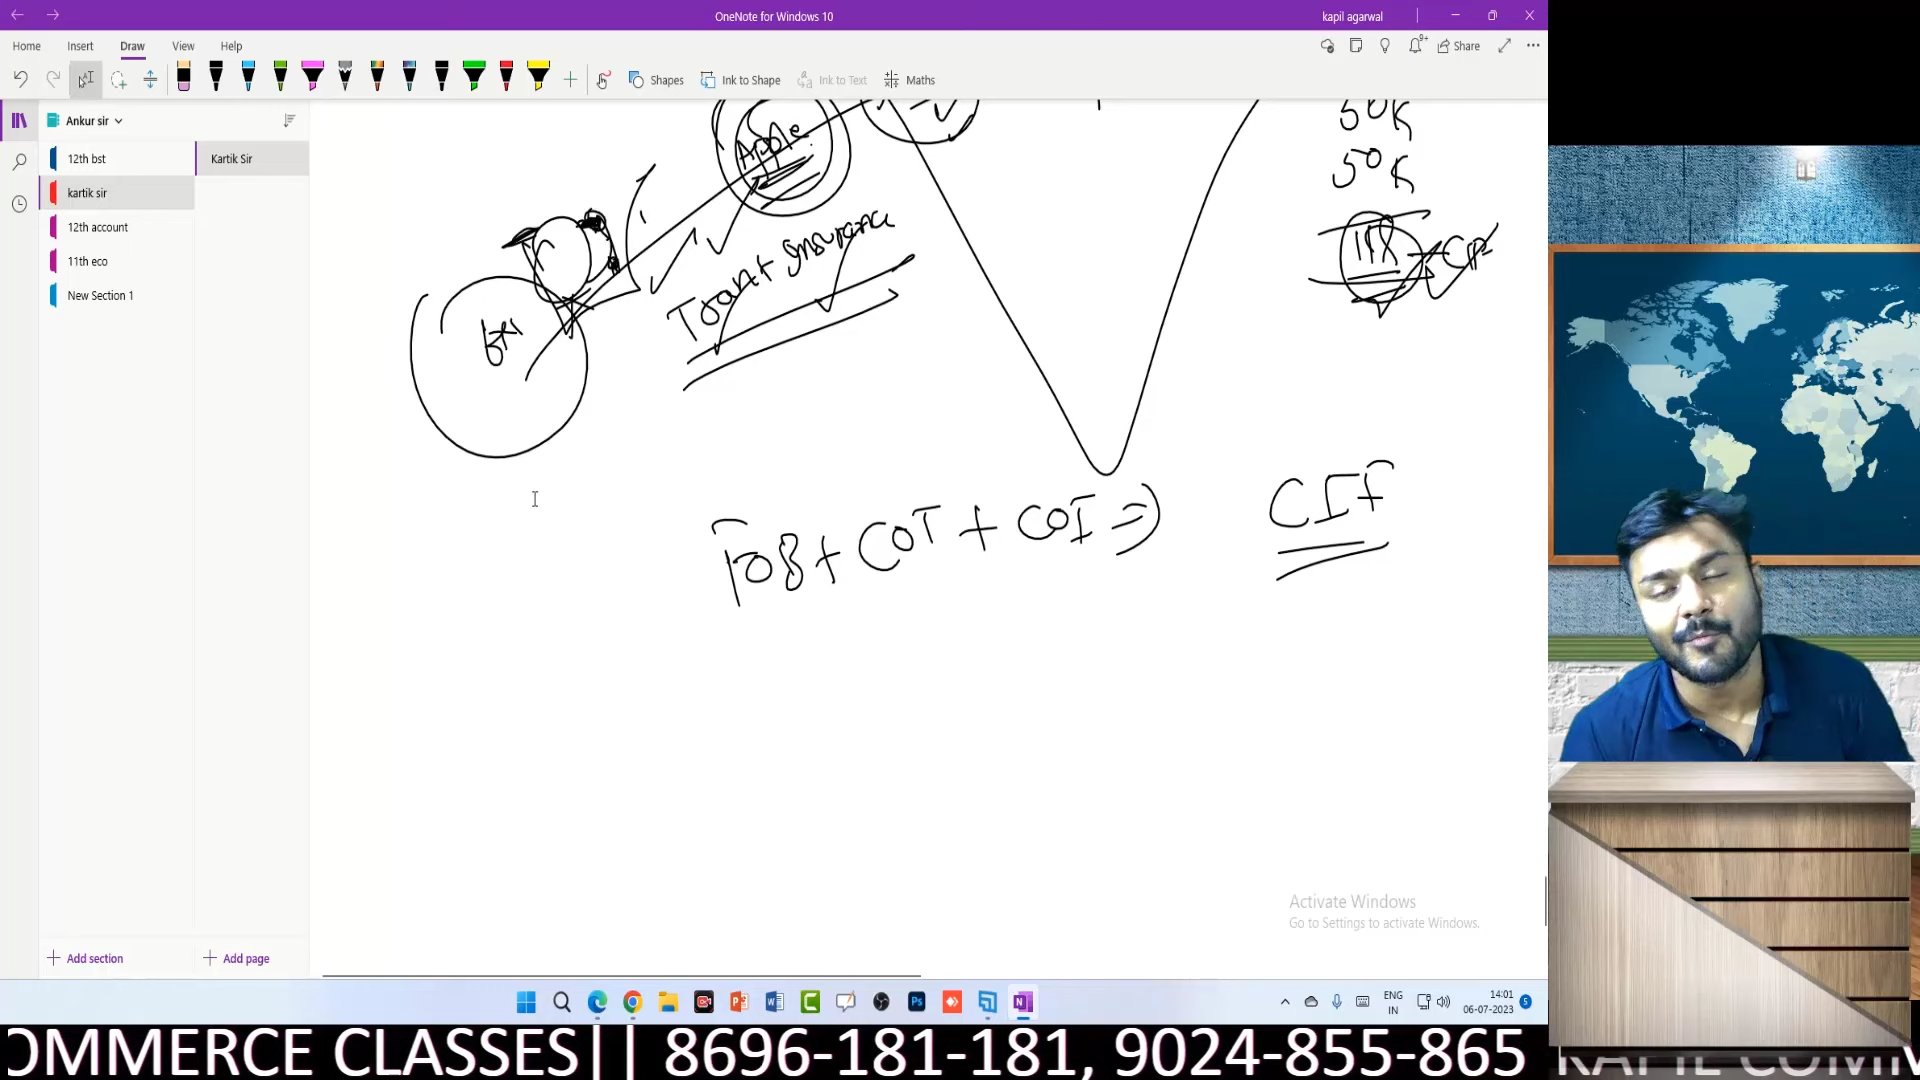 OneNote for Windows 10
kapil agarwal
Home Insert Draw View Help
9+ Share
Shapes Ink to Shape Ink to Text Maths
Ankur sir
12th bst
Kartik Sir
kartik sir
12th account
11th eco
New Section 1
Apple
50K
50K
Insurance
FOB + COT + COI => CIF
Activate Windows
Go to Settings to activate Windows.
Add section
Add page
ENG
IN
14:01
06-07-2023
5
OMMERCE CLASSES|| 8696-181-181, 9024-855-865